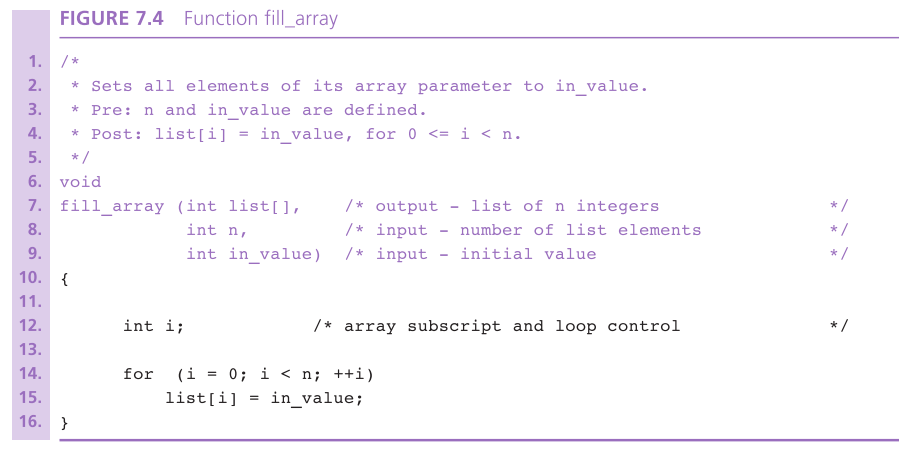 FIGURE 7.4 Function fill_array
1. /*
2. * Sets all elements of its array parameter to in_value.
3. * Pre: n and in_value are defined.
4. * Post: list[i] = in_value, for 0 <= i < n.
5. */
6. void
7. fill_array (int list[], /* output - list of n integers */
8. int n, /* input - number of list elements */
9. int in_value) /* input - initial value */
10. {
11.
12. int i; /* array subscript and loop control */
13.
14. for (i = 0; i < n; ++i)
15. list[i] = in_value;
16. }